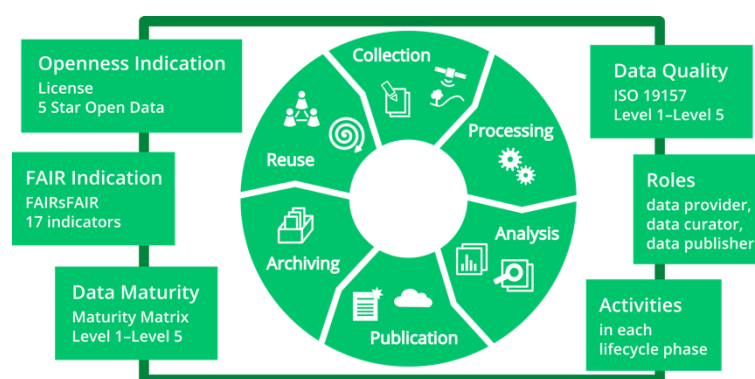 Openness Indication
License
5 Star Open Data
FAIR Indication
FAIRsFAIR
17 indicators
Data Maturity
Maturity Matrix
Level 1–Level 5
Collection
Processing
Analysis
Publication
Archiving
Reuse
Data Quality
ISO 19157
Level 1–Level 5
Roles
data provider,
data curator,
data publisher
Activities
in each
lifecycle phase